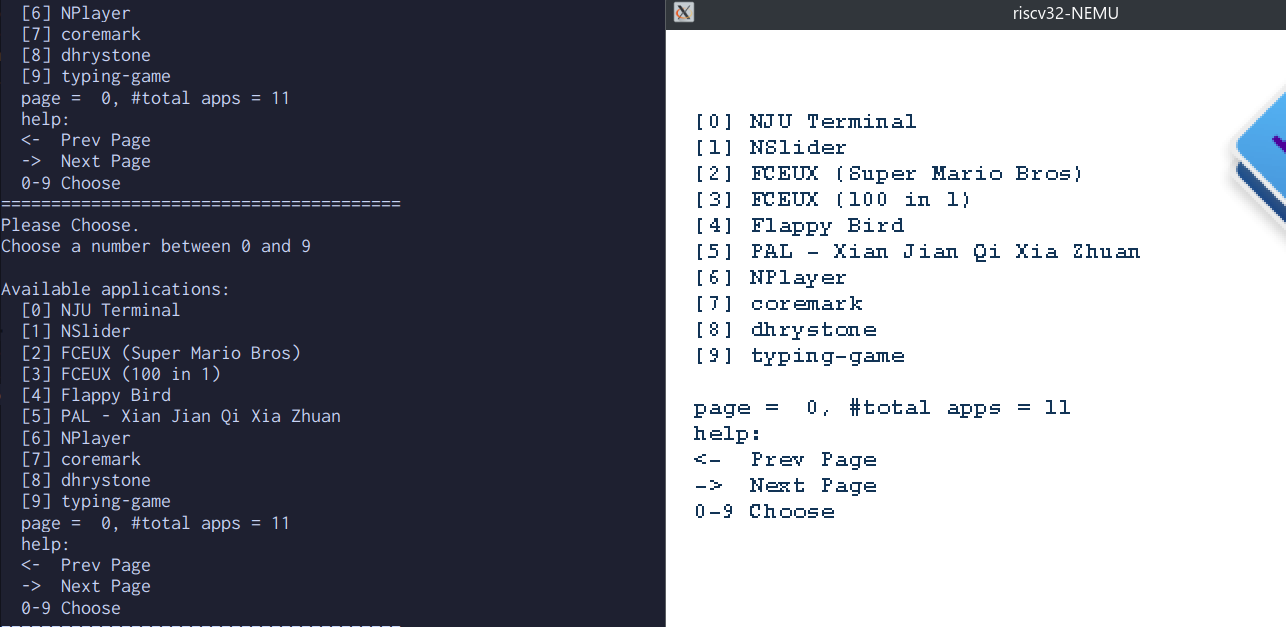 [6] NPlayer
[7] coremark
[8] dhrystone
[9] typing-game
page =  0, #total apps = 11
help:
<-  Prev Page
->  Next Page
0-9 Choose
========================================
Please Choose.
Choose a number between 0 and 9
Available applications:
[0] NJU Terminal
[1] NSlider
[2] FCEUX (Super Mario Bros)
[3] FCEUX (100 in 1)
[4] Flappy Bird
[5] PAL - Xian Jian Qi Xia Zhuan
[6] NPlayer
[7] coremark
[8] dhrystone
[9] typing-game
page =  0, #total apps = 11
help:
<-  Prev Page
->  Next Page
0-9 Choose
========================================
riscv32-NEMU
[0] NJU Terminal
[1] NSlider
[2] FCEUX (Super Mario Bros)
[3] FCEUX (100 in 1)
[4] Flappy Bird
[5] PAL - Xian Jian Qi Xia Zhuan
[6] NPlayer
[7] coremark
[8] dhrystone
[9] typing-game
page =  0, #total apps = 11
help:
<-  Prev Page
->  Next Page
0-9 Choose